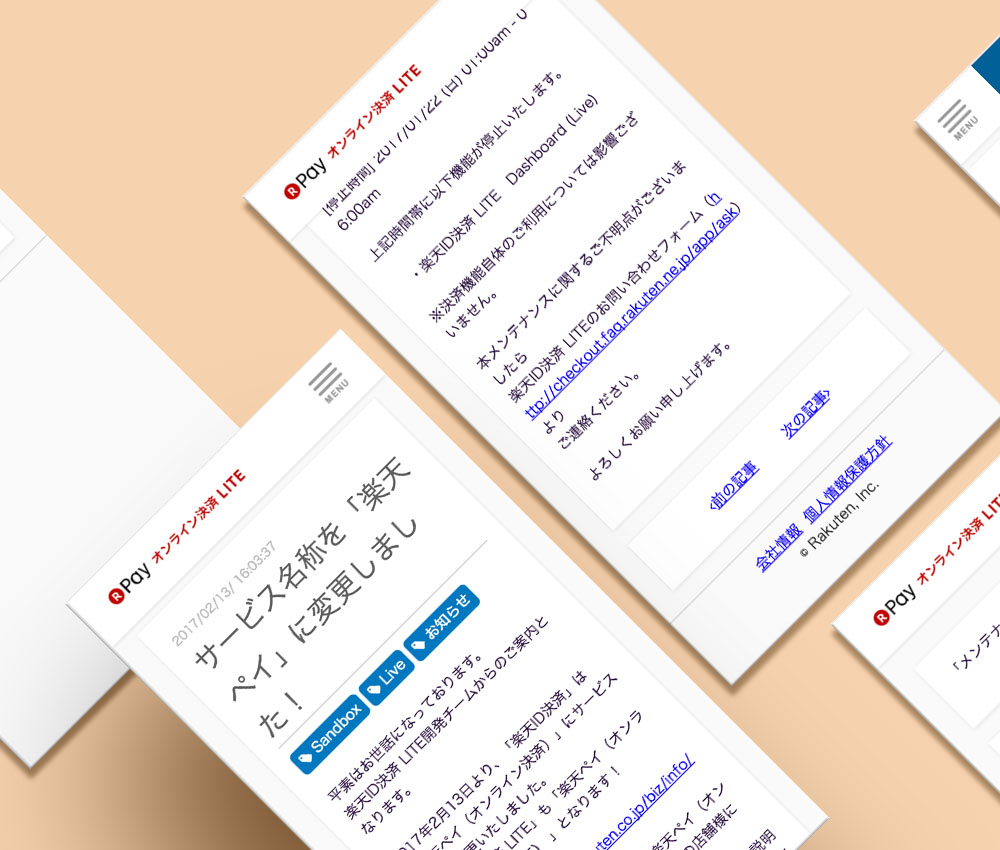 R Pay オンライン決済 LITE
[停止時間] 2017/01/22 (日) 01:00am - 0
6:00am
上記時間帯に以下機能が停止いたします。
・楽天ID決済 LITE Dashboard (Live)
※決済機能自体のご利用については影響ござ
いません。
本メンテナンスに関するご不明点がございま
したら
楽天ID決済 LITEのお問い合わせフォーム（h
ttp://checkout.faq.rakuten.ne.jp/app/ask）
より
ご連絡ください。
よろしくお願い申し上げます。
‹前の記事
次の記事›
会社情報 個人情報保護方針
© Rakuten, Inc.
R Pay オンライン決済 LITE
MENU
2017/02/13/ 16:03:37
サービス名称を「楽天
ペイ」に変更しまし
た！
Sandbox
Live
お知らせ
平素はお世話になっております。
楽天ID決済 LITE開発チームからのご案内と
なります。
017年2月13日より、 「楽天ID決済」は
ペイ（オンライン決済）」にサービス
更いたしました。
LITE」も「楽天ペイ（オンラ
）」となります！
uten.co.jp/biz/info/
楽天ペイ（オン
の店舗様に
説明
MENU
R Pay オンライン決済 LIT
「メンテナ